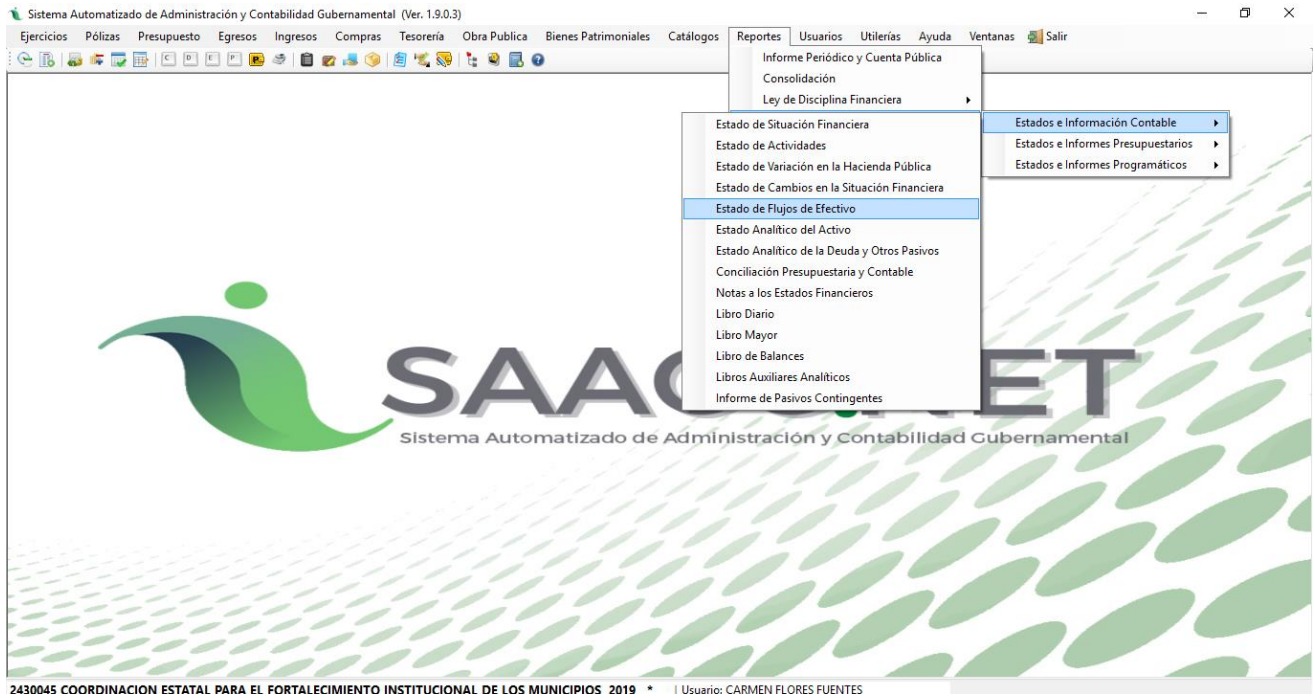 Sistema Automatizado de Administración y Contabilidad Gubernamental (Ver. 1.9.0.3)
Ejercicios Pólizas Presupuesto Egresos Ingresos Compras Tesorería Obra Publica Bienes Patrimoniales Catálogos Reportes Usuarios Utilerías Ayuda Ventanas Salir
Informe Periódico y Cuenta Pública
Consolidación
Ley de Disciplina Financiera
Estados e Información Contable
Estados e Informes Presupuestarios
Estados e Informes Programáticos
Estado de Situación Financiera
Estado de Actividades
Estado de Variación en la Hacienda Pública
Estado de Cambios en la Situación Financiera
Estado de Flujos de Efectivo
Estado Analítico del Activo
Estado Analítico de la Deuda y Otros Pasivos
Conciliación Presupuestaria y Contable
Notas a los Estados Financieros
Libro Diario
Libro Mayor
Libro de Balances
Libros Auxiliares Analíticos
Informe de Pasivos Contingentes
Sistema Automatizado de Administración y Contabilidad Gubernamental
2430045 COORDINACION ESTATAL PARA EL FORTALECIMIENTO INSTITUCIONAL DE LOS MUNICIPIOS 2019 * | Usuario: CARMEN FLORES FUENTES